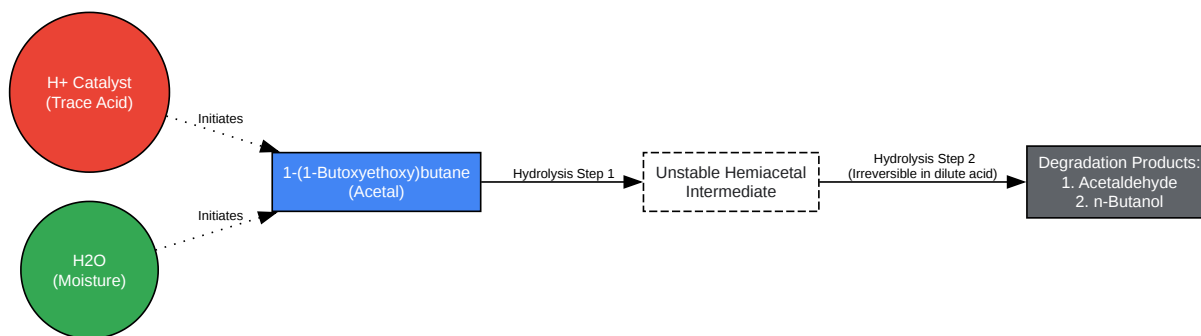 H+ Catalyst
(Trace Acid)
Initiates
H2O
(Moisture)
Initiates
1-(1-Butoxyethoxy)butane
(Acetal)
Hydrolysis Step 1
Unstable Hemiacetal
Intermediate
Hydrolysis Step 2
(Irreversible in dilute acid)
Degradation Products:
1. Acetaldehyde
2. n-Butanol